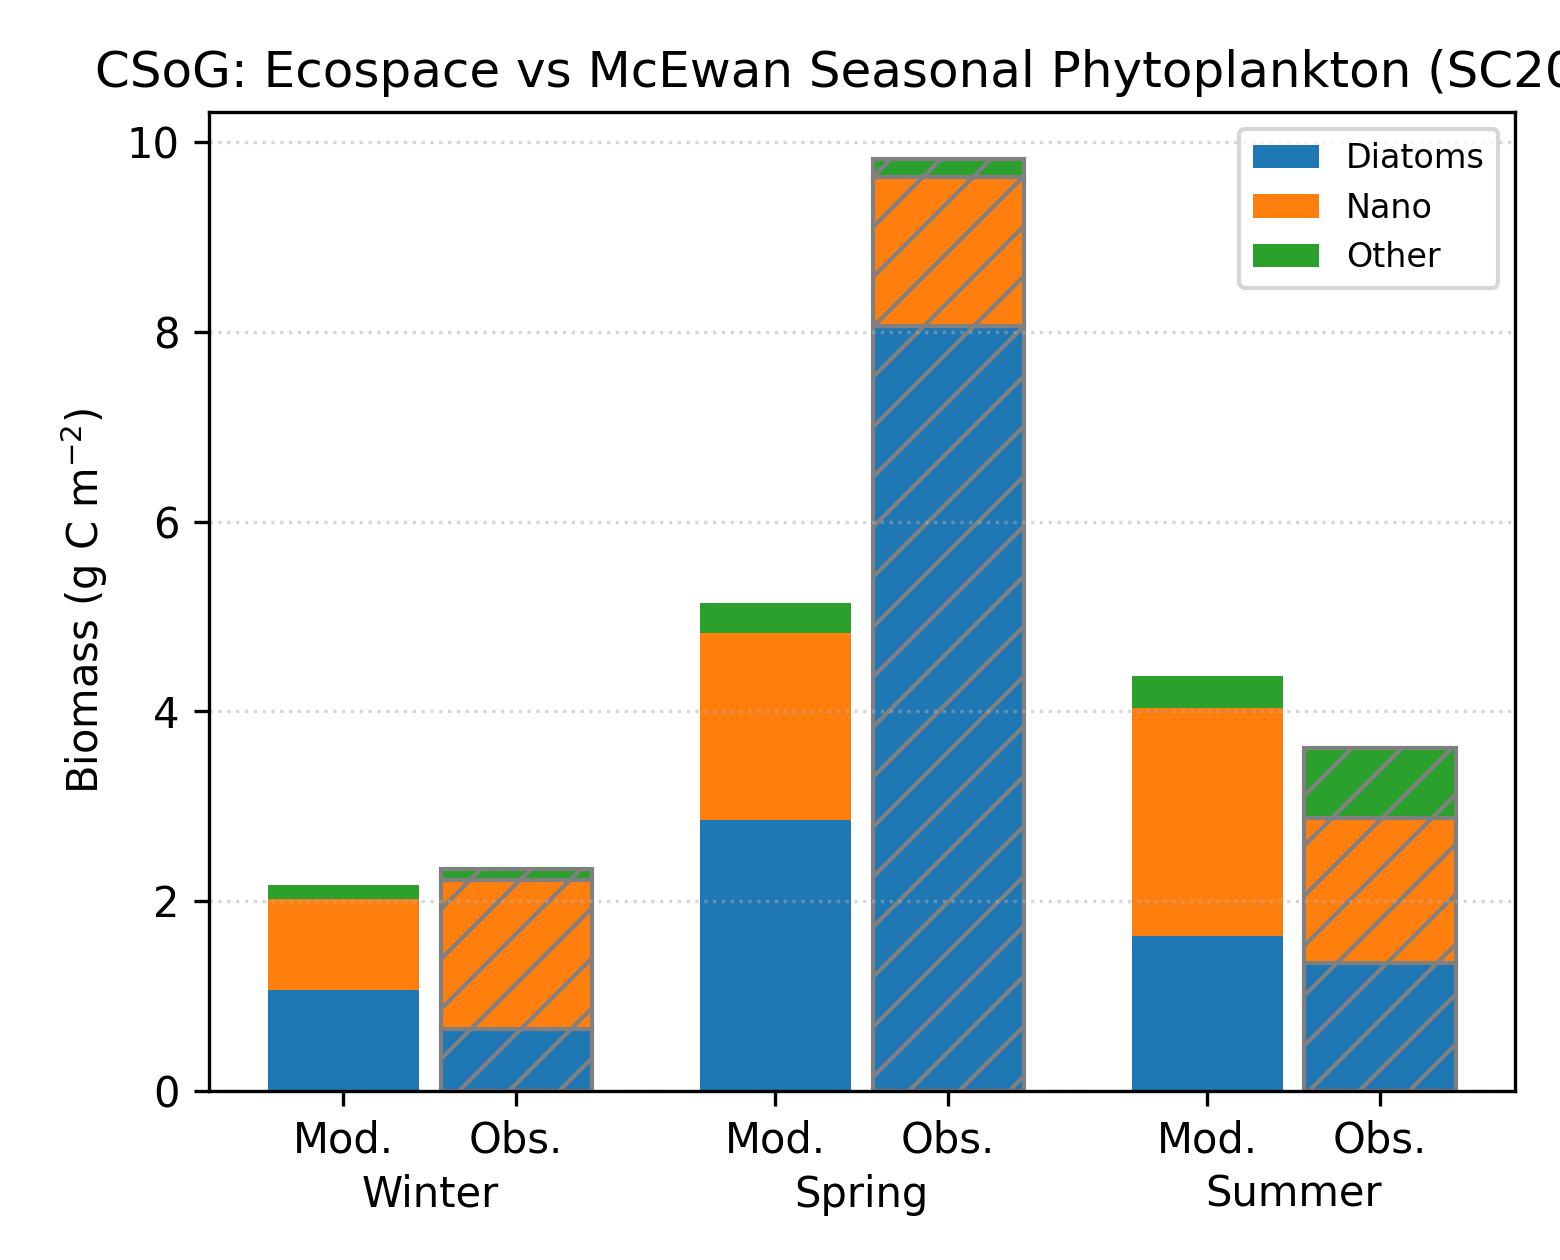 CSoG: Ecospace vs McEwan Seasonal Phytoplankton (SC20
10
8
6
4
2
0
Biomass (g C m⁻²)
Diatoms
Nano
Other
Mod. Obs. Mod. Obs. Mod. Obs.
Winter Spring Summer